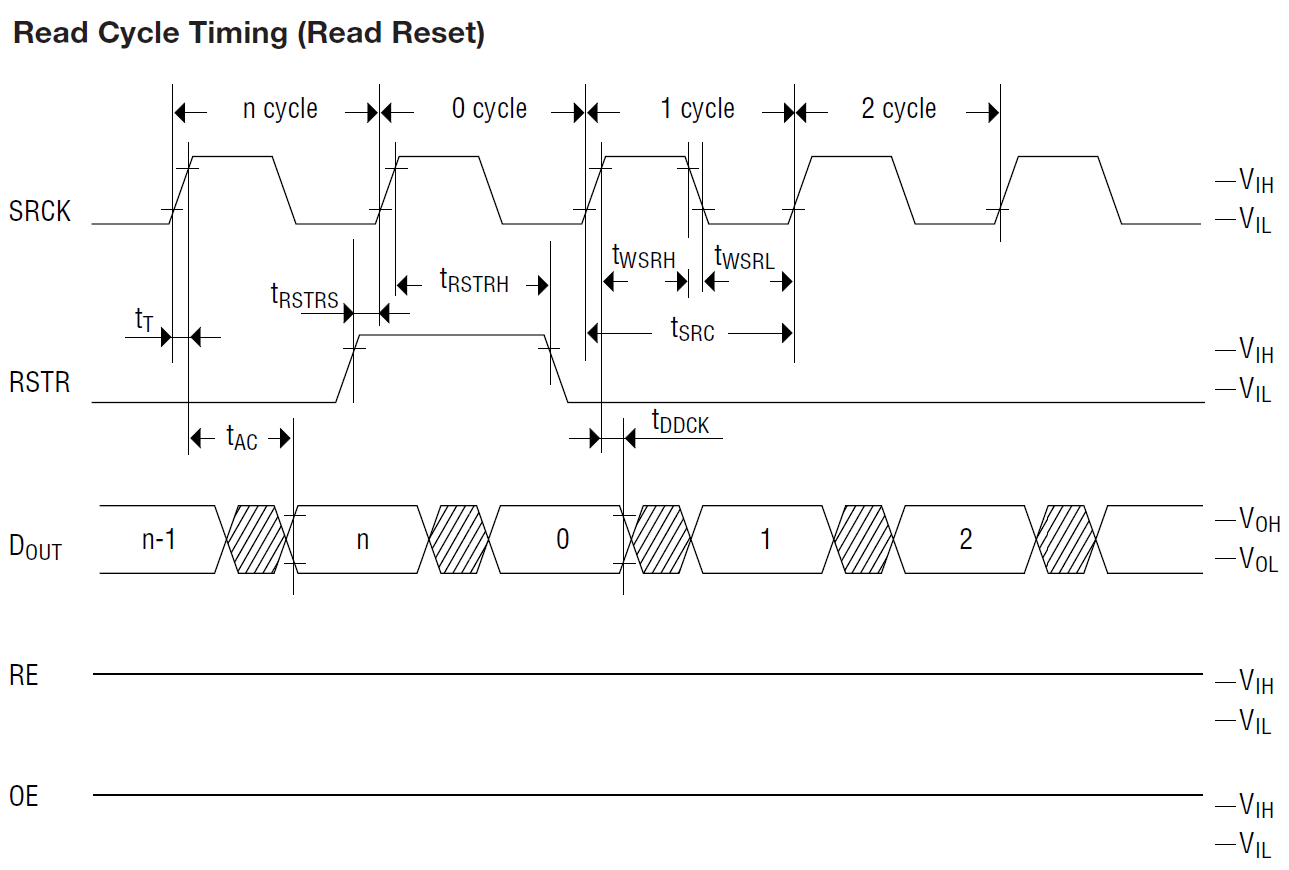 Read Cycle Timing (Read Reset)
n cycle 0 cycle 1 cycle 2 cycle
SRCK
VIH
VIL
tWSRH tWSRL
tRSTRH
tRSTRS
tT
tSRC
RSTR
VIH
VIL
tAC
tDDCK
DOUT
n-1 n 0 1 2
VOH
VOL
RE
VIH
VIL
OE
VIH
VIL